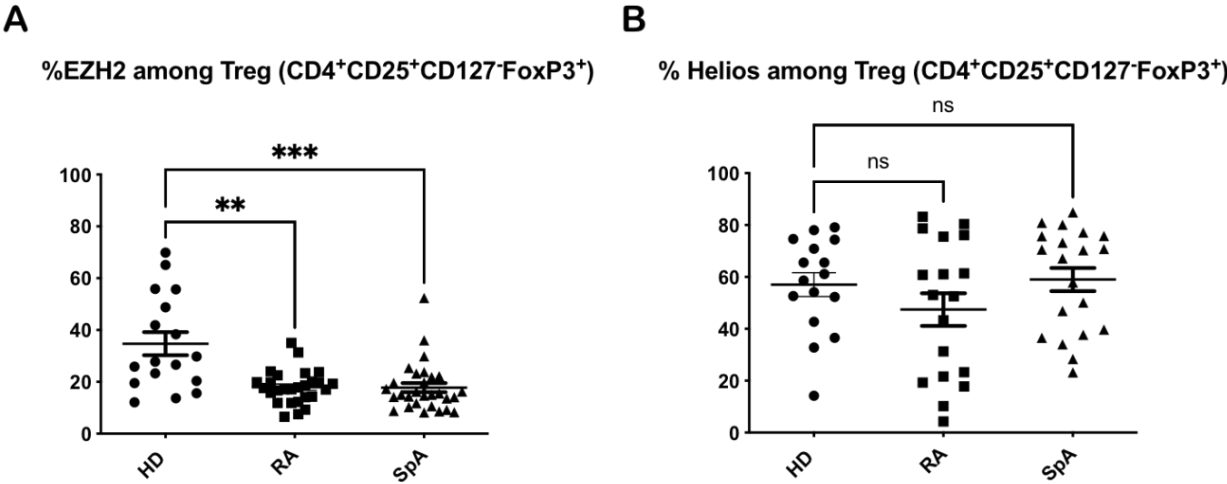 A
%EZH2 among Treg (CD4⁺CD25⁺CD127⁻FoxP3⁺)
***
**
100
80
60
40
20
0
HD
RA
SpA
B
% Helios among Treg (CD4⁺CD25⁺CD127⁻FoxP3⁺)
ns
ns
100
80
60
40
20
0
HD
RA
SpA